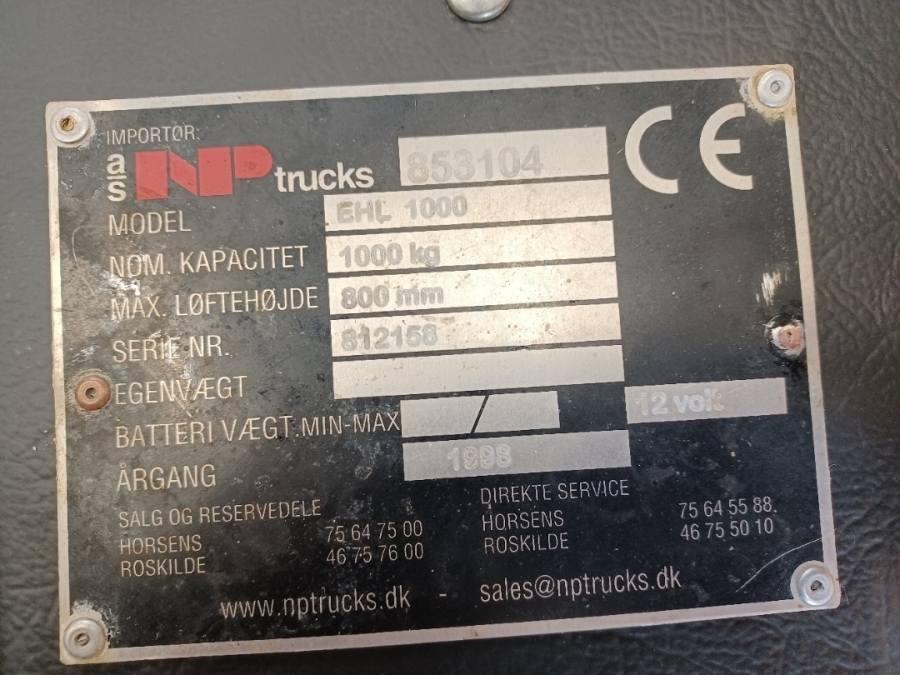 IMPORTØR:
a/s NP trucks 853104 CE
MODEL EHL 1000
NOM. KAPACITET 1000 kg
MAX. LØFTEHØJDE 800 mm
SERIE NR. 812158
EGENVÆGT
BATTERI VÆGT.MIN-MAX / 12 volt
ÅRGANG 1998
SALG OG RESERVEDELE
HORSENS 75 64 75 00
ROSKILDE 46 75 76 00
DIREKTE SERVICE
HORSENS 75 64 55 88
ROSKILDE 46 75 50 10
www.nptrucks.dk - sales@nptrucks.dk